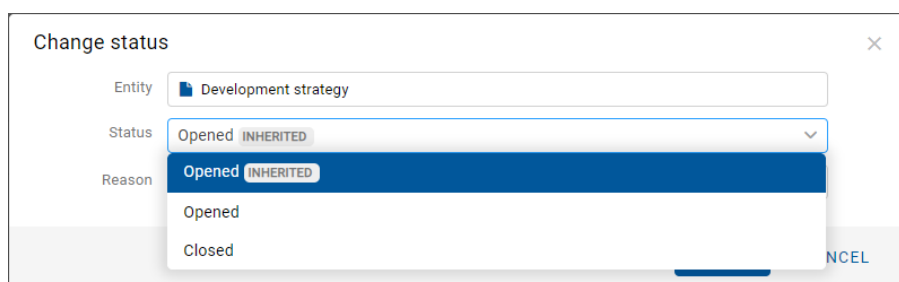 Change status
Entity Development strategy
Status Opened INHERITED
Opened INHERITED
Reason
Opened
Closed
NCEL